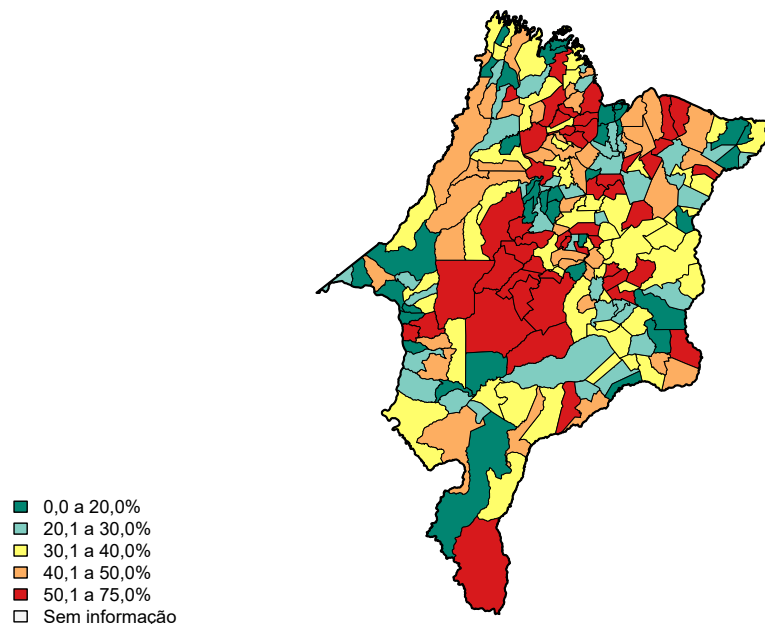 0,0 a 20,0%
20,1 a 30,0%
30,1 a 40,0%
40,1 a 50,0%
50,1 a 75,0%
Sem informação